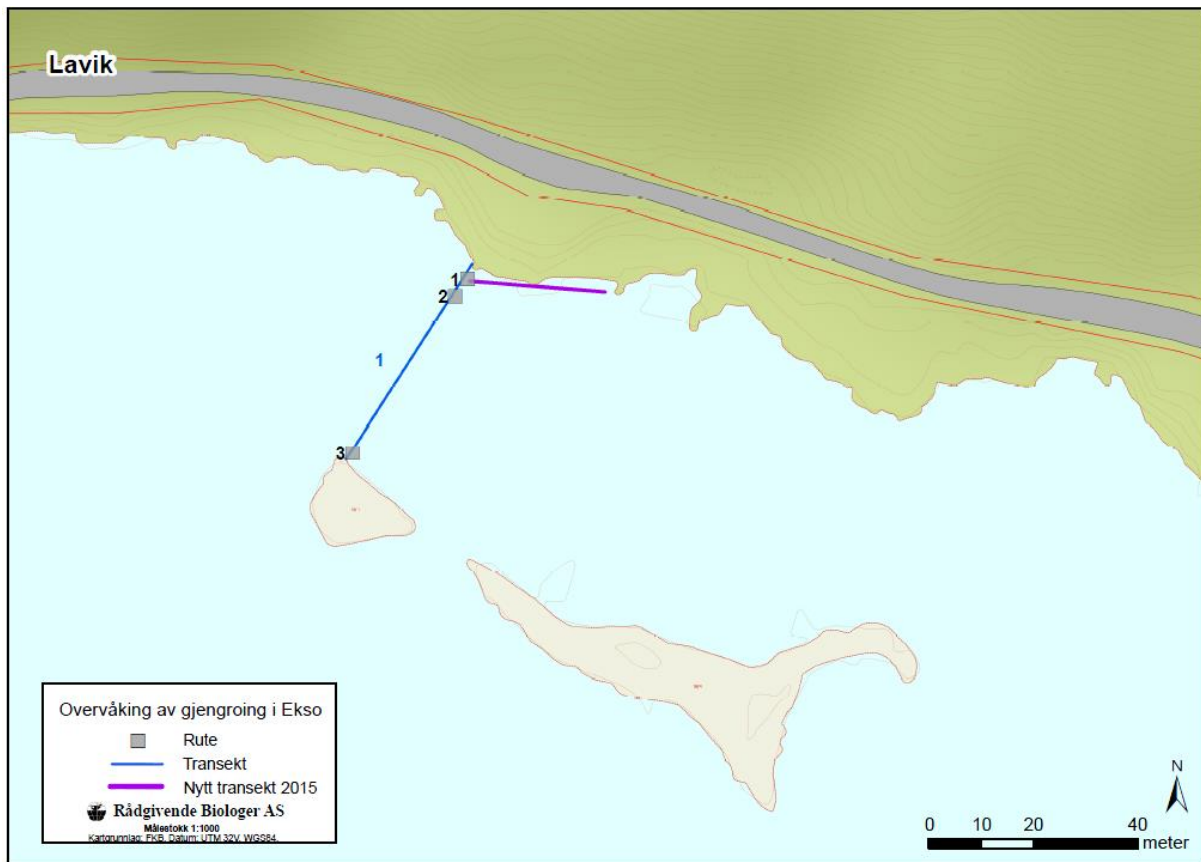 Lavik
1
2
1
3
Overvåking av gjengroing i Ekso
Rute
Transekt
Nytt transekt 2015
Rådgivende Biologer AS
Målestokk 1:1000
Kartgrunnlag: FKB, Datum: UTM 32V, WGS84.
N
0 10 20 40
meter